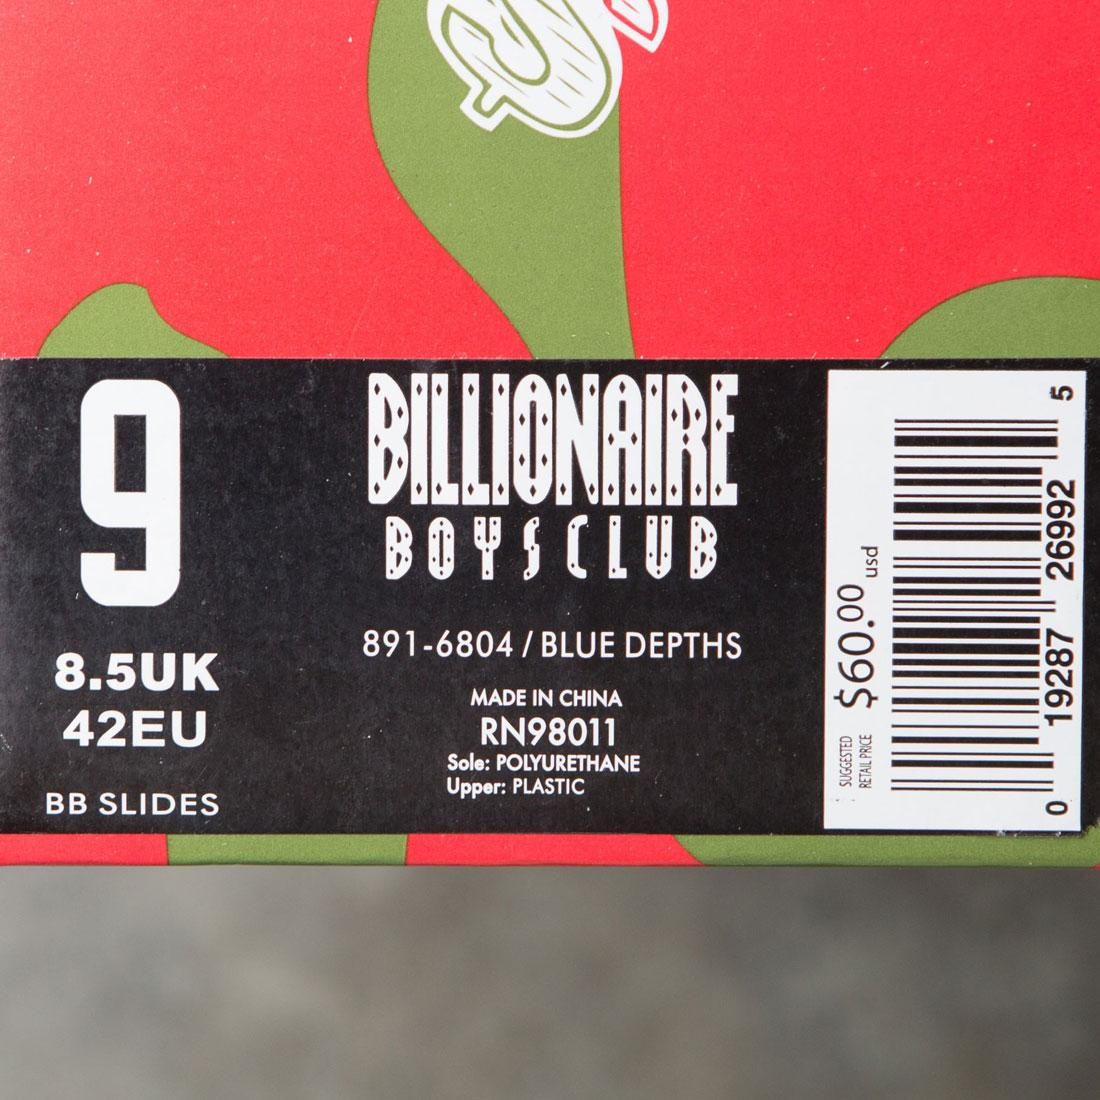 9
8.5UK
42EU
BB SLIDES
BILLIONAIRE
BOYS CLUB
891-6804 / BLUE DEPTHS
MADE IN CHINA
RN98011
Sole: POLYURETHANE
Upper: PLASTIC
SUGGESTED
RETAIL PRICE
$60.00 usd
0 19287 26992 5